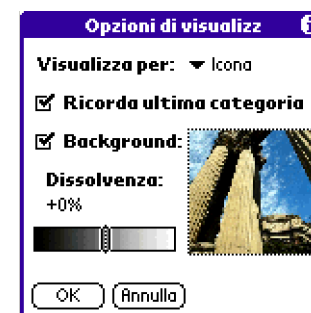 Opzioni di visualizz
Visualizza per: Icona
Ricorda ultima categoria
Background:
Dissolvenza:
+0%
OK Annulla